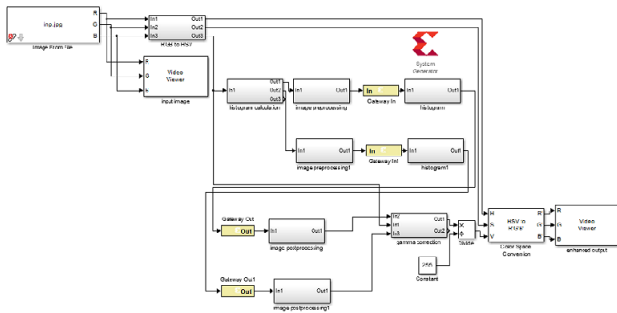 R
G
B
Image From File
In1 Out1
In2 Out2
In3 Out3
RGB to HSV
Video
Viewer
input image
System
Generator
In1 Out1
Out2
Out3
histogram calculation
In1 Out1
image preprocessing
In
Gateway In
In1 Out1
histogram
In1 Out1
image preprocessing1
In
Gateway In1
In1 Out1
histogram1
Gateway Out
Out
In1 Out1
image postprocessing
In2 Out1
In1
In3 Out2
gamma correction
Divide
255
Constant
H R
S G
V B
HSV to
Color Space
Conversion
R
G
B
Video
Viewer
enhanced output
Gateway Out1
Out
In1 Out1
image postprocessing1